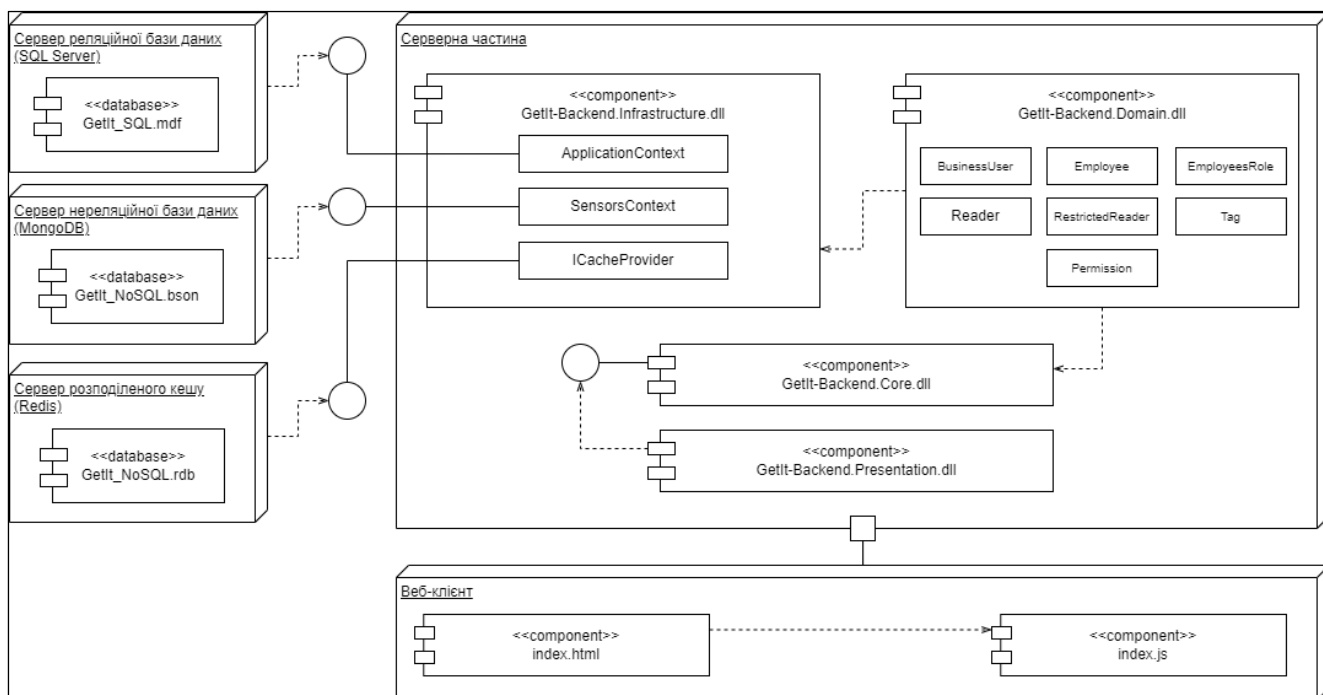 Сервер реляційної бази даних
(SQL Server)
<<database>>
GetIt_SQL.mdf
Сервер нереляційної бази даних
(MongoDB)
<<database>>
GetIt_NoSQL.bson
Сервер розподіленого кешу
(Redis)
<<database>>
GetIt_NoSQL.rdb
Серверна частина
<<component>>
GetIt-Backend.Infrastructure.dll
ApplicationContext
SensorsContext
ICacheProvider
<<component>>
GetIt-Backend.Domain.dll
BusinessUser
Employee
EmployeesRole
Reader
RestrictedReader
Tag
Permission
<<component>>
GetIt-Backend.Core.dll
<<component>>
GetIt-Backend.Presentation.dll
Веб-клієнт
<<component>>
index.html
<<component>>
index.js